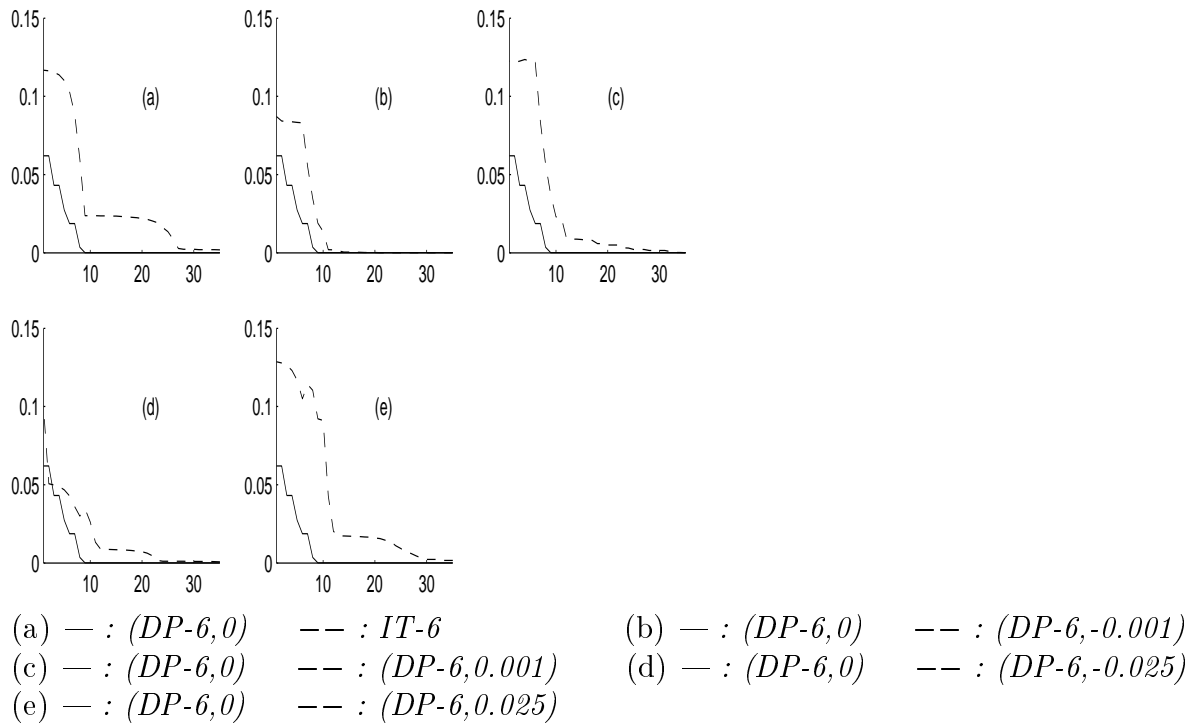 0.15 0.15 0.15
0.1 (a) 0.1 (b) 0.1 (c)
0.05 0.05 0.05
0 0 0
10 20 30 10 20 30 10 20 30
0.15 0.15
0.1 (d) 0.1 (e)
0.05 0.05
0 0
10 20 30 10 20 30
(a) — : (DP-6,0) −− : IT-6 (b) — : (DP-6,0) −− : (DP-6,-0.001)
(c) — : (DP-6,0) −− : (DP-6,0.001) (d) — : (DP-6,0) −− : (DP-6,-0.025)
(e) — : (DP-6,0) −− : (DP-6,0.025)